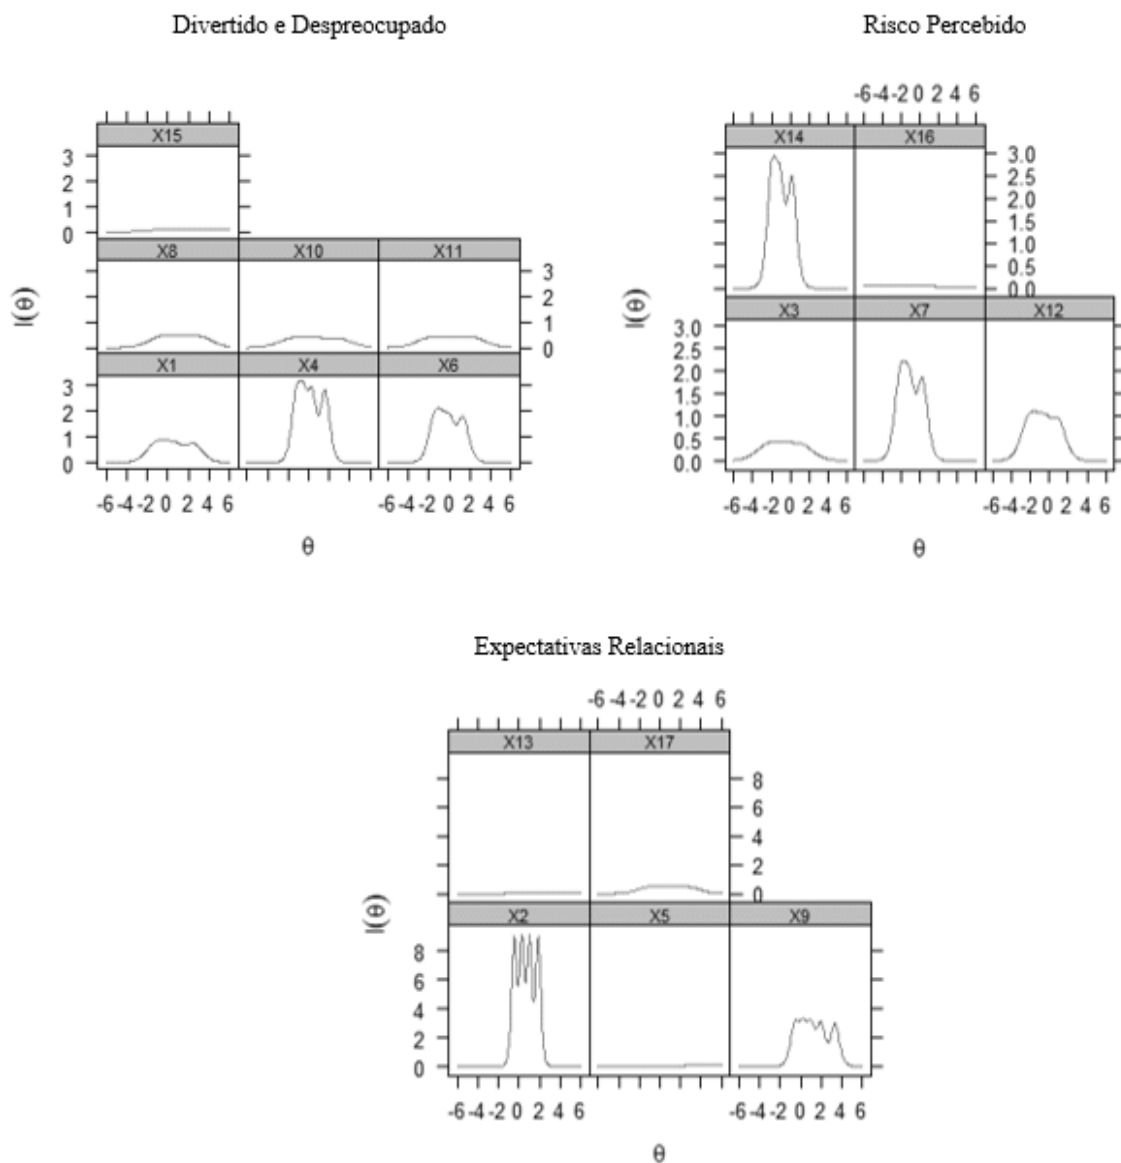 Divertido e Despreocupado
X15
3
2
1
0
X8 X10 X11
3
2
1
0
X1 X4 X6
3
2
1
0
I(θ)
-6 -4 -2 0 2 4 6 -6 -4 -2 0 2 4 6
θ
Risco Percebido
-6 -4 -2 0 2 4 6
X14 X16
3.0
2.5
2.0
1.5
1.0
0.5
0.0
X3 X7 X12
3.0
2.5
2.0
1.5
1.0
0.5
0.0
I(θ)
-6 -4 -2 0 2 4 6 -6 -4 -2 0 2 4 6
θ
Expectativas Relacionais
-6 -4 -2 0 2 4 6
X13 X17
8
6
4
2
0
X2 X5 X9
8
6
4
2
0
I(θ)
-6 -4 -2 0 2 4 6 -6 -4 -2 0 2 4 6
θ